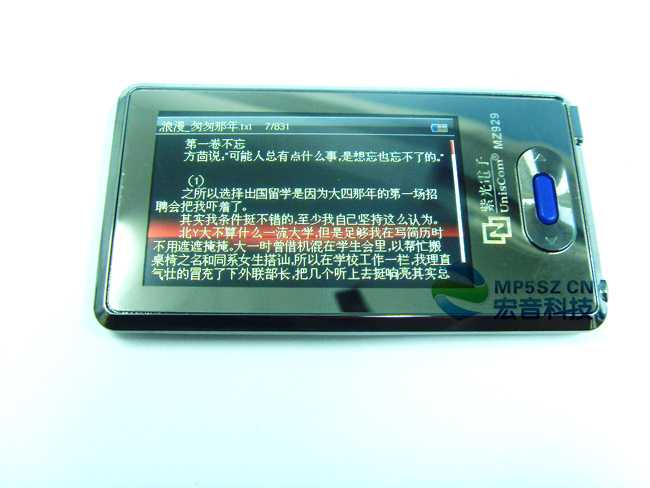 浪漫_匆匆那年.txt 7/831
第一卷不忘
方茴说:"可能人总有点什么事,是想忘也忘不了的。"
(1)
之所以选择出国留学是因为大四那年的第一场招
聘会把我吓着了。
其实我条件挺不错的,至少我自己坚持这么认为。
北Y大不算什么一流大学,但是足够我在写简历时
不用遮遮掩掩。大一时曾借机混在学生会里,以帮忙搬
桌椅之名和同系女生搭讪,所以在学校工作一栏,我理直
气壮的冒充了下外联部长,把几个听上去挺响亮其实总
紫光電子
UnisCom® MZ929
MP5SZ CN
宏音科技